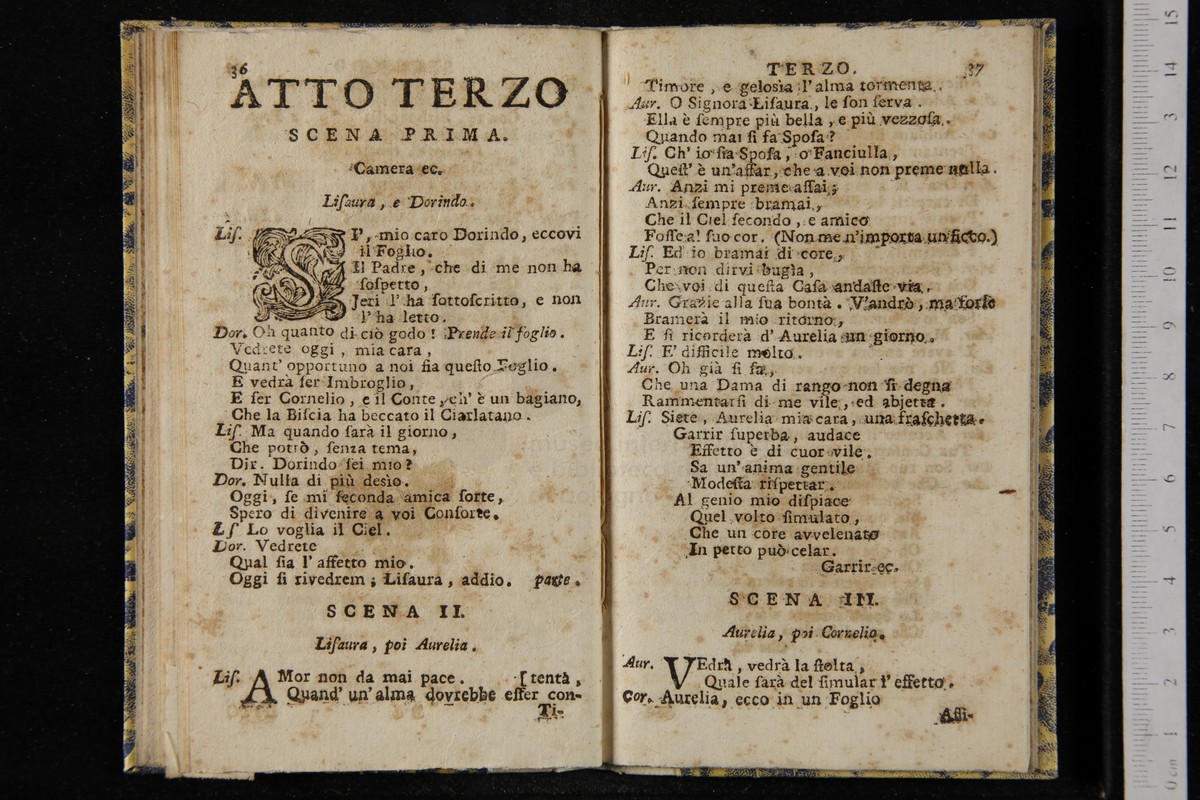 36
ATTO TERZO
SCENA PRIMA.
Camera ec.
Liſaura, e Dorindo.
Liſ. SI', mio caro Dorindo, eccovi
il Foglio.
Il Padre, che di me non ha
ſoſpetto,
Jeri l'ha ſottoſcritto, e non
l'ha letto.
Dor. Oh quanto di ciò godo! Prende il foglio.
Vedrete oggi, mia cara,
Quant' opportuno a noi ſia queſto Foglio.
E vedrà ſer Imbroglio,
E ſer Cornelio, e il Conte, ch' è un bagiano,
Che la Biſcia ha beccato il Ciarlatano.
Liſ. Ma quando ſarà il giorno,
Che potrò, ſenza tema,
Dir. Dorindo ſei mio?
Dor. Nulla di più desìo.
Oggi, ſe mi ſeconda amica ſorte,
Spero di divenire a voi Conſorte.
Lſ Lo voglia il Ciel.
Dor. Vedrete
Qual ſia l'affetto mio.
Oggi ſi rivedrem; Liſaura, addio. parte.
SCENA II.
Liſaura, poi Aurelia.
Liſ. AMor non da mai pace. [tentà,
Quand' un' alma dovrebbe eſſer con-
Ti-
TERZO. 37
Timore, e geloſìa l'alma tormenta.
Aur. O Signora Liſaura, le ſon ſerva.
Ella è ſempre più bella, e più vezzoſa.
Quando mai ſi fa Spoſa?
Liſ. Ch' io ſia Spoſa, o Fanciulla,
Queſt' è un'affar, che a voi non preme nulla.
Aur. Anzi mi preme aſſai;
Anzi ſempre bramai,
Che il Ciel ſecondo, e amico
Foſſe al ſuo cor. (Non me n'importa un fico.)
Liſ. Ed io bramai di core,
Per non dirvi bugìa,
Che voi di queſta Caſa andaſte via.
Aur. Grazie alla ſua bontà. V'andrò, ma forſe
Bramerà il mio ritorno,
E ſi ricorderà d' Aurelia un giorno.
Liſ. E' difficile molto.
Aur. Oh già ſi ſa,
Che una Dama di rango non ſi degna
Rammentarſi di me vile, ed abjetta.
Liſ. Siete, Aurelia mia cara, una fraſchetta.
Garrir ſuperba, audace
Effetto è di cuor vile.
Sa un' anima gentile
Modeſta riſpettar.
Al genio mio diſpiace
Quel volto ſimulato,
Che un core avvelenato
In petto può celar.
Garrir ec.
SCENA III.
Aurelia, poi Cornelio.
Aur. VEdrà, vedrà la ſtolta,
Quale ſarà del ſimular l'effetto.
Cor. Aurelia, ecco in un Foglio
Aſſi-